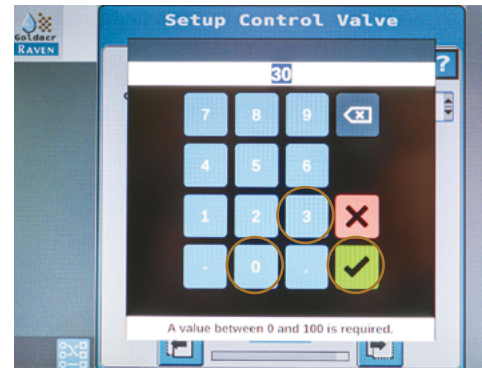 Setup Control Valve
Goldacr
RAVEN
?
30
7 8 9
4 5 6
1 2 3
- 0 .
A value between 0 and 100 is required.